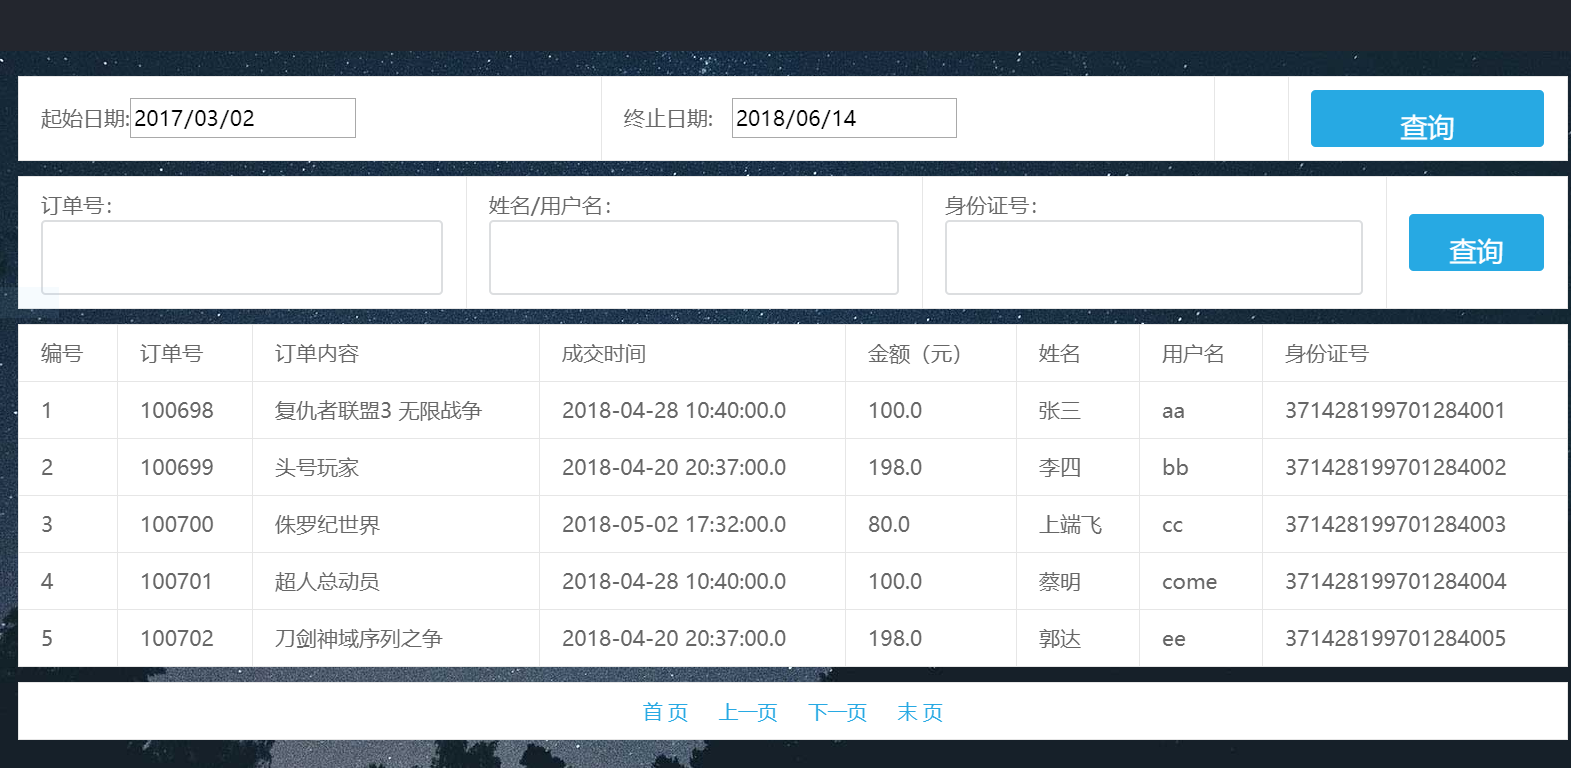 起始日期: 2017/03/02 终止日期: 2018/06/14 查询
订单号: 姓名/用户名: 身份证号:
查询
编号 订单号 订单内容 成交时间 金额（元） 姓名 用户名 身份证号
1 100698 复仇者联盟3 无限战争 2018-04-28 10:40:00.0 100.0 张三 aa 371428199701284001
2 100699 头号玩家 2018-04-20 20:37:00.0 198.0 李四 bb 371428199701284002
3 100700 侏罗纪世界 2018-05-02 17:32:00.0 80.0 上端飞 cc 371428199701284003
4 100701 超人总动员 2018-04-28 10:40:00.0 100.0 蔡明 come 371428199701284004
5 100702 刀剑神域序列之争 2018-04-20 20:37:00.0 198.0 郭达 ee 371428199701284005
首 页 上一页 下一页 末 页